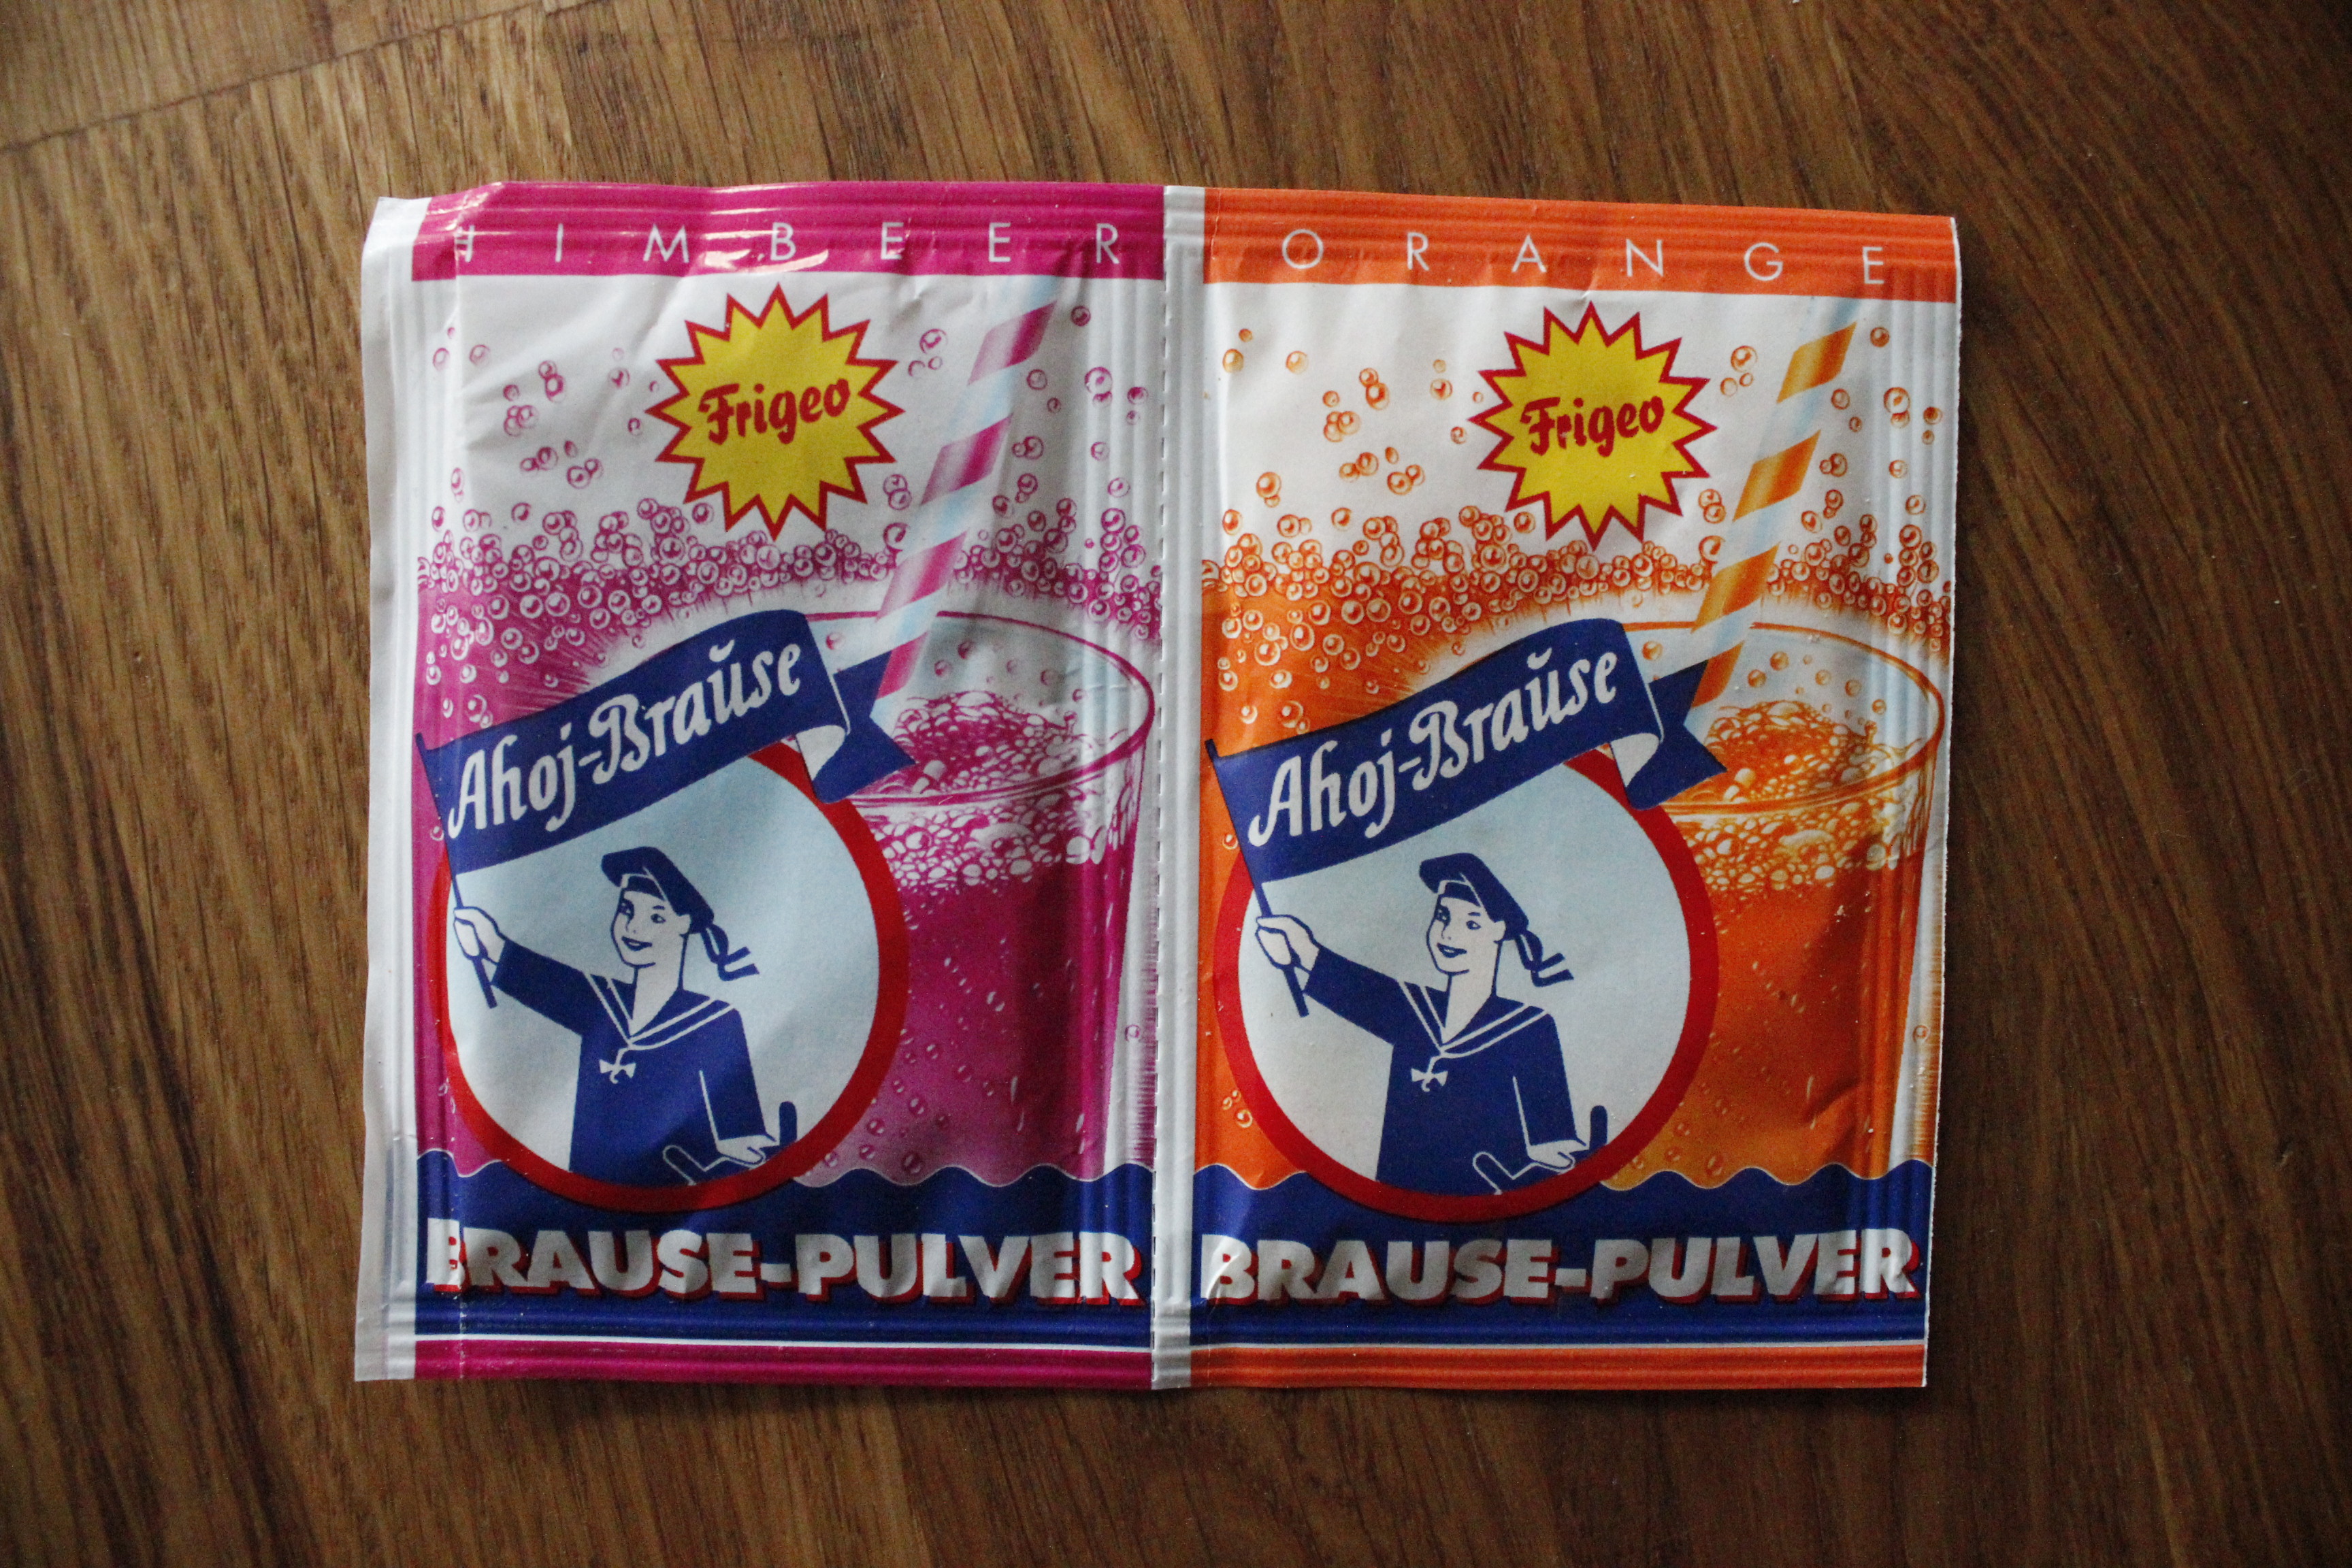 HIMBEER
Frigeo
Ahoj-Brause
BRAUSE-PULVER
ORANGE
Frigeo
Ahoj-Brause
BRAUSE-PULVER